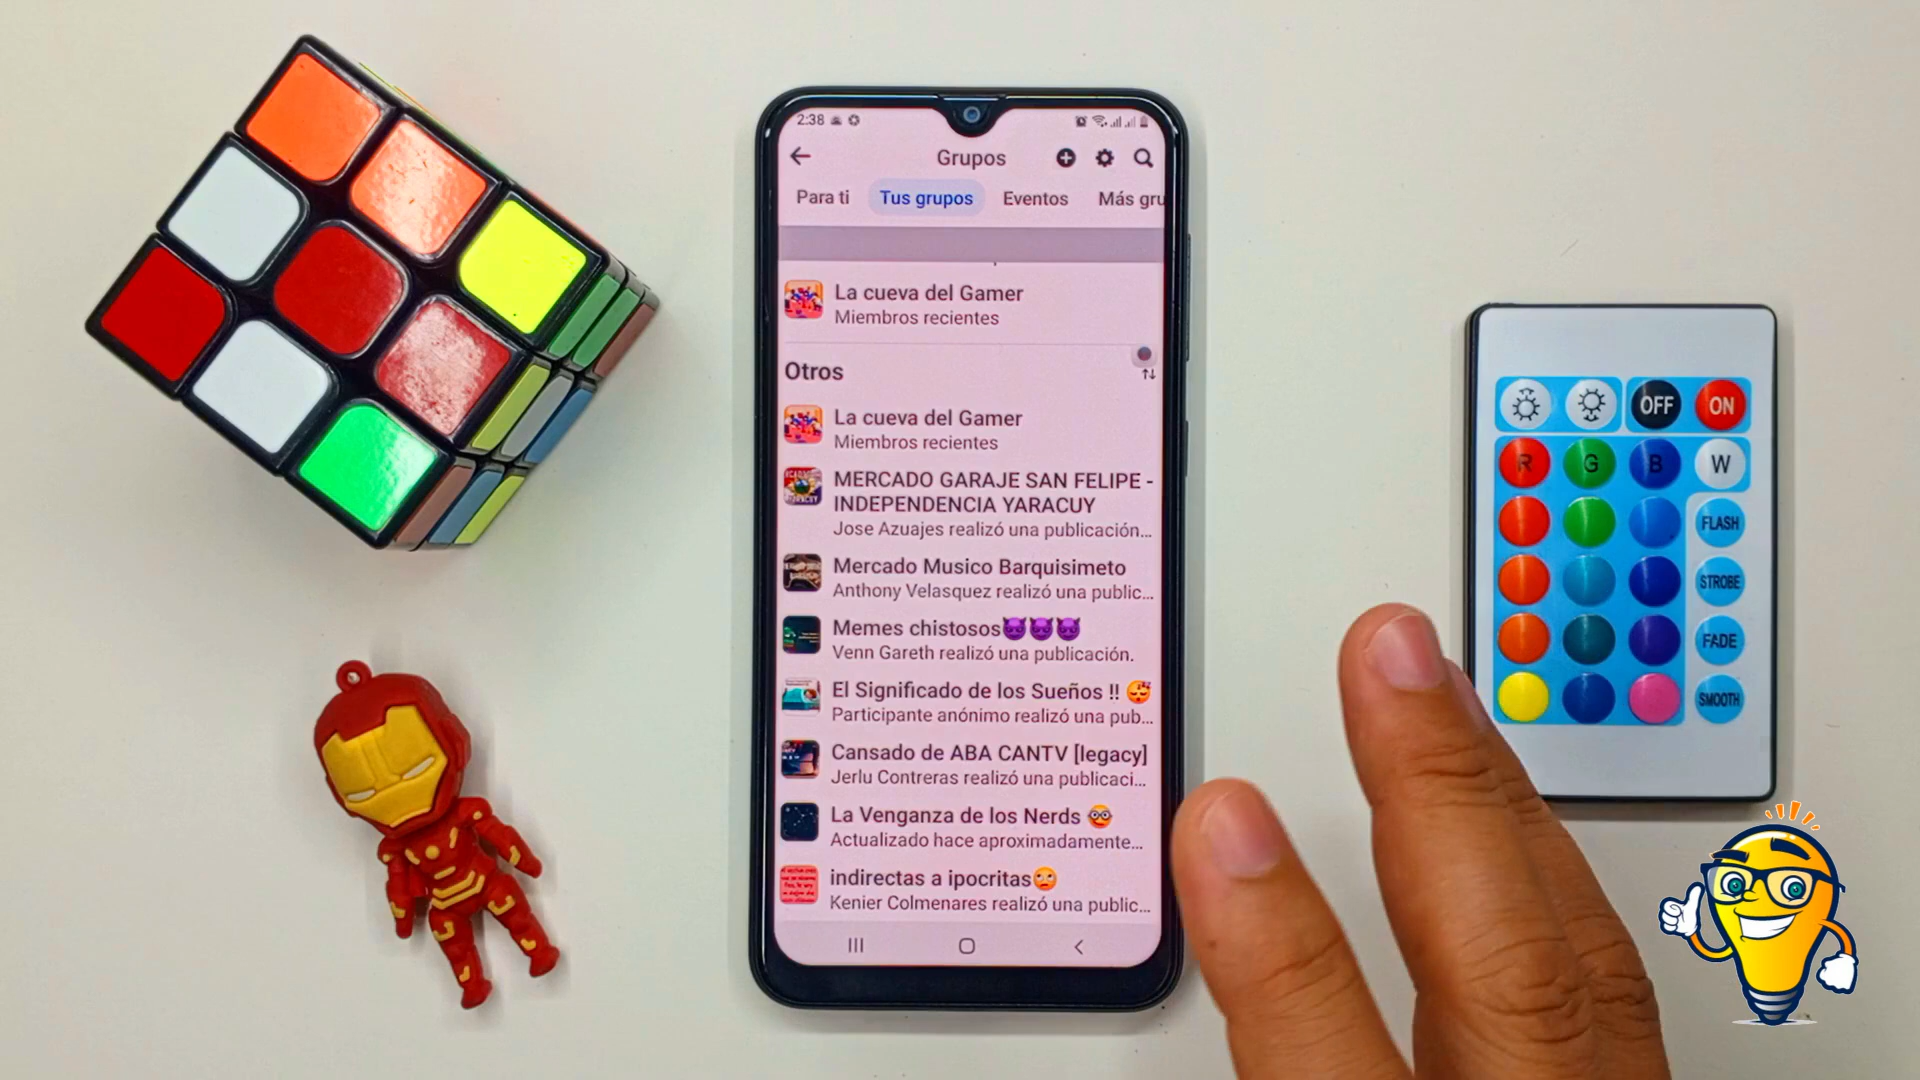 2:38
Grupos
Para ti Tus grupos Eventos Más gru
La cueva del Gamer
Miembros recientes
Otros
La cueva del Gamer
Miembros recientes
MERCADO GARAJE SAN FELIPE -
INDEPENDENCIA YARACUY
Jose Azuajes realizó una publicación...
Mercado Musico Barquisimeto
Anthony Velasquez realizó una public...
Memes chistosos😈😈😈
Venn Gareth realizó una publicación.
El Significado de los Sueños !! 😴
Participante anónimo realizó una pub...
Cansado de ABA CANTV [legacy]
Jerlu Contreras realizó una publicaci...
La Venganza de los Nerds 🤓
Actualizado hace aproximadamente...
indirectas a ipocritas🙄
Kenier Colmenares realizó una public...
OFF ON
R G B W
FLASH
STROBE
FADE
SMOOTH